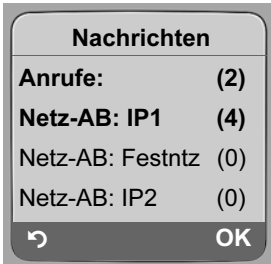 Nachrichten
Anrufe: (2)
Netz-AB: IP1 (4)
Netz-AB: Festntz (0)
Netz-AB: IP2 (0)
OK